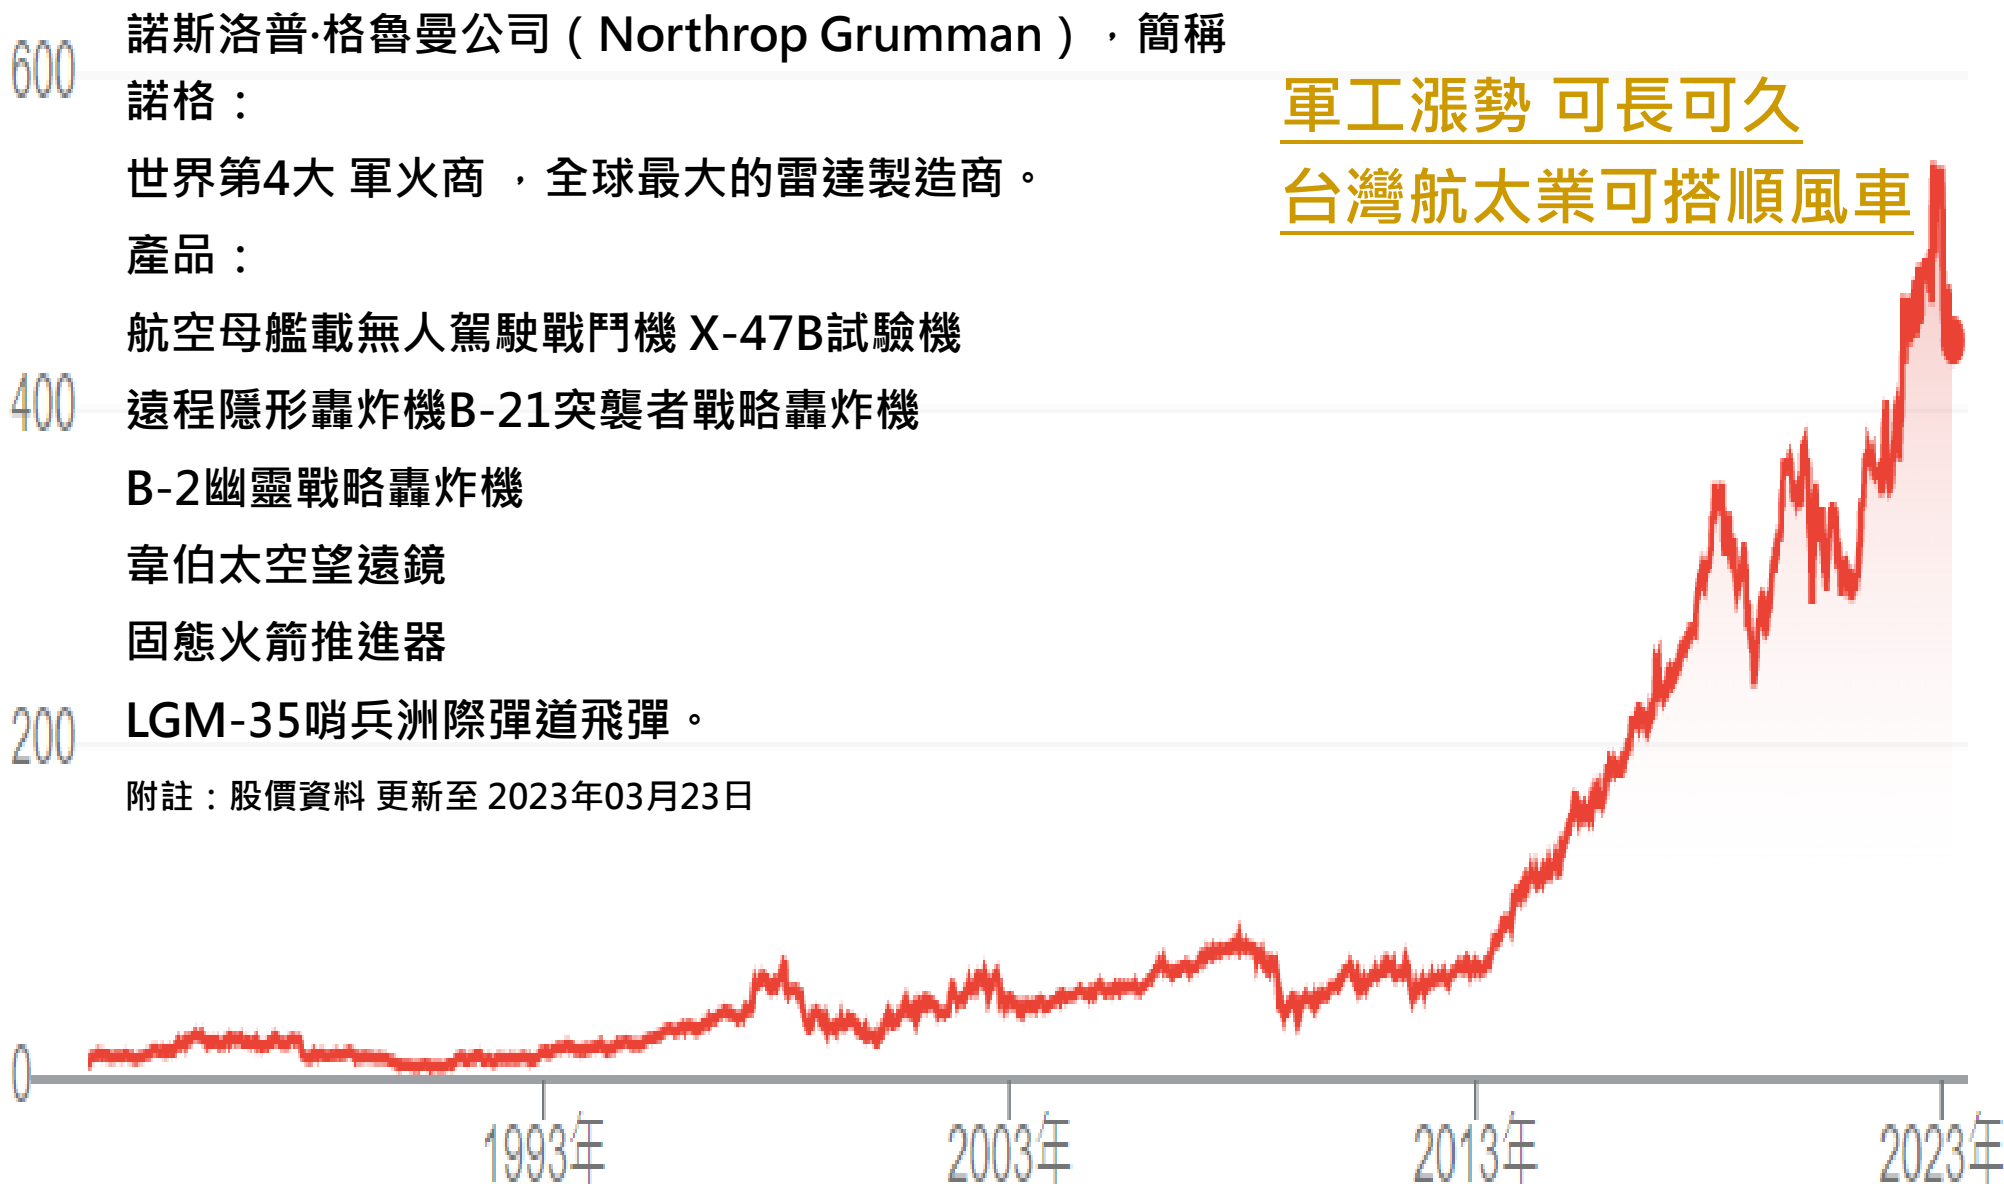 諾斯洛普·格魯曼公司（Northrop Grumman），簡稱
諾格：
世界第4大 軍火商 ，全球最大的雷達製造商。
產品：
航空母艦載無人駕駛戰鬥機 X-47B試驗機
遠程隱形轟炸機B-21突襲者戰略轟炸機
B-2幽靈戰略轟炸機
韋伯太空望遠鏡
固態火箭推進器
LGM-35哨兵洲際彈道飛彈。
附註：股價資料 更新至 2023年03月23日
軍工漲勢 可長可久
台灣航太業可搭順風車
600
400
200
0
1993年
2003年
2013年
2023年